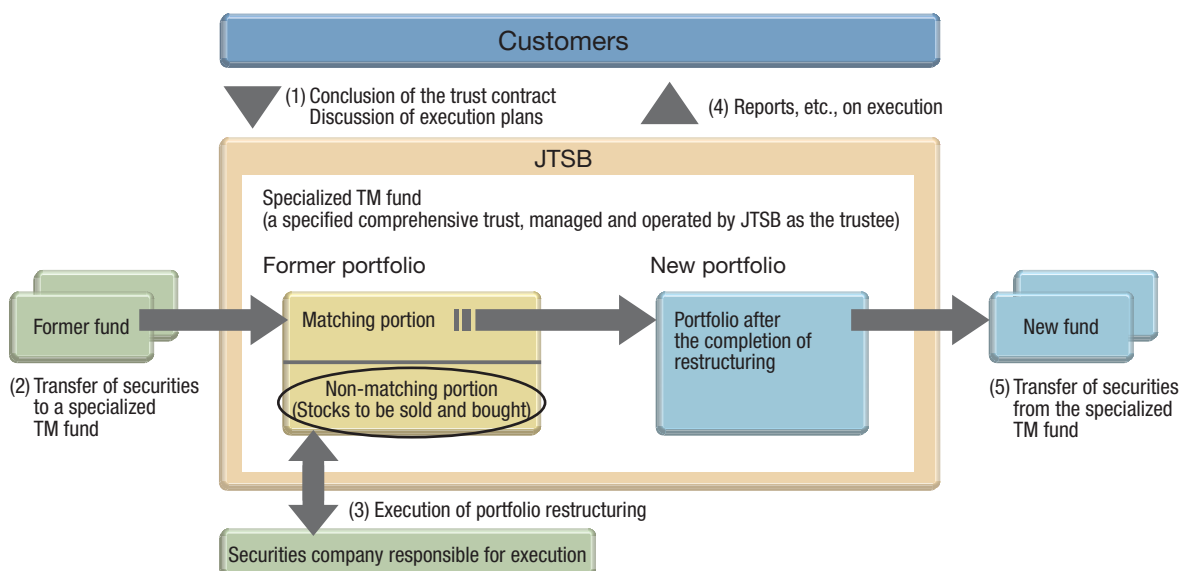 Customers
(1) Conclusion of the trust contract
Discussion of execution plans
(4) Reports, etc., on execution
JTSB
Specialized TM fund
(a specified comprehensive trust, managed and operated by JTSB as the trustee)
Former portfolio
New portfolio
Former fund
Matching portion
Portfolio after
the completion of
restructuring
New fund
Non-matching portion
(Stocks to be sold and bought)
(2) Transfer of securities
to a specialized
TM fund
(5) Transfer of securities
from the specialized
TM fund
(3) Execution of portfolio restructuring
Securities company responsible for execution